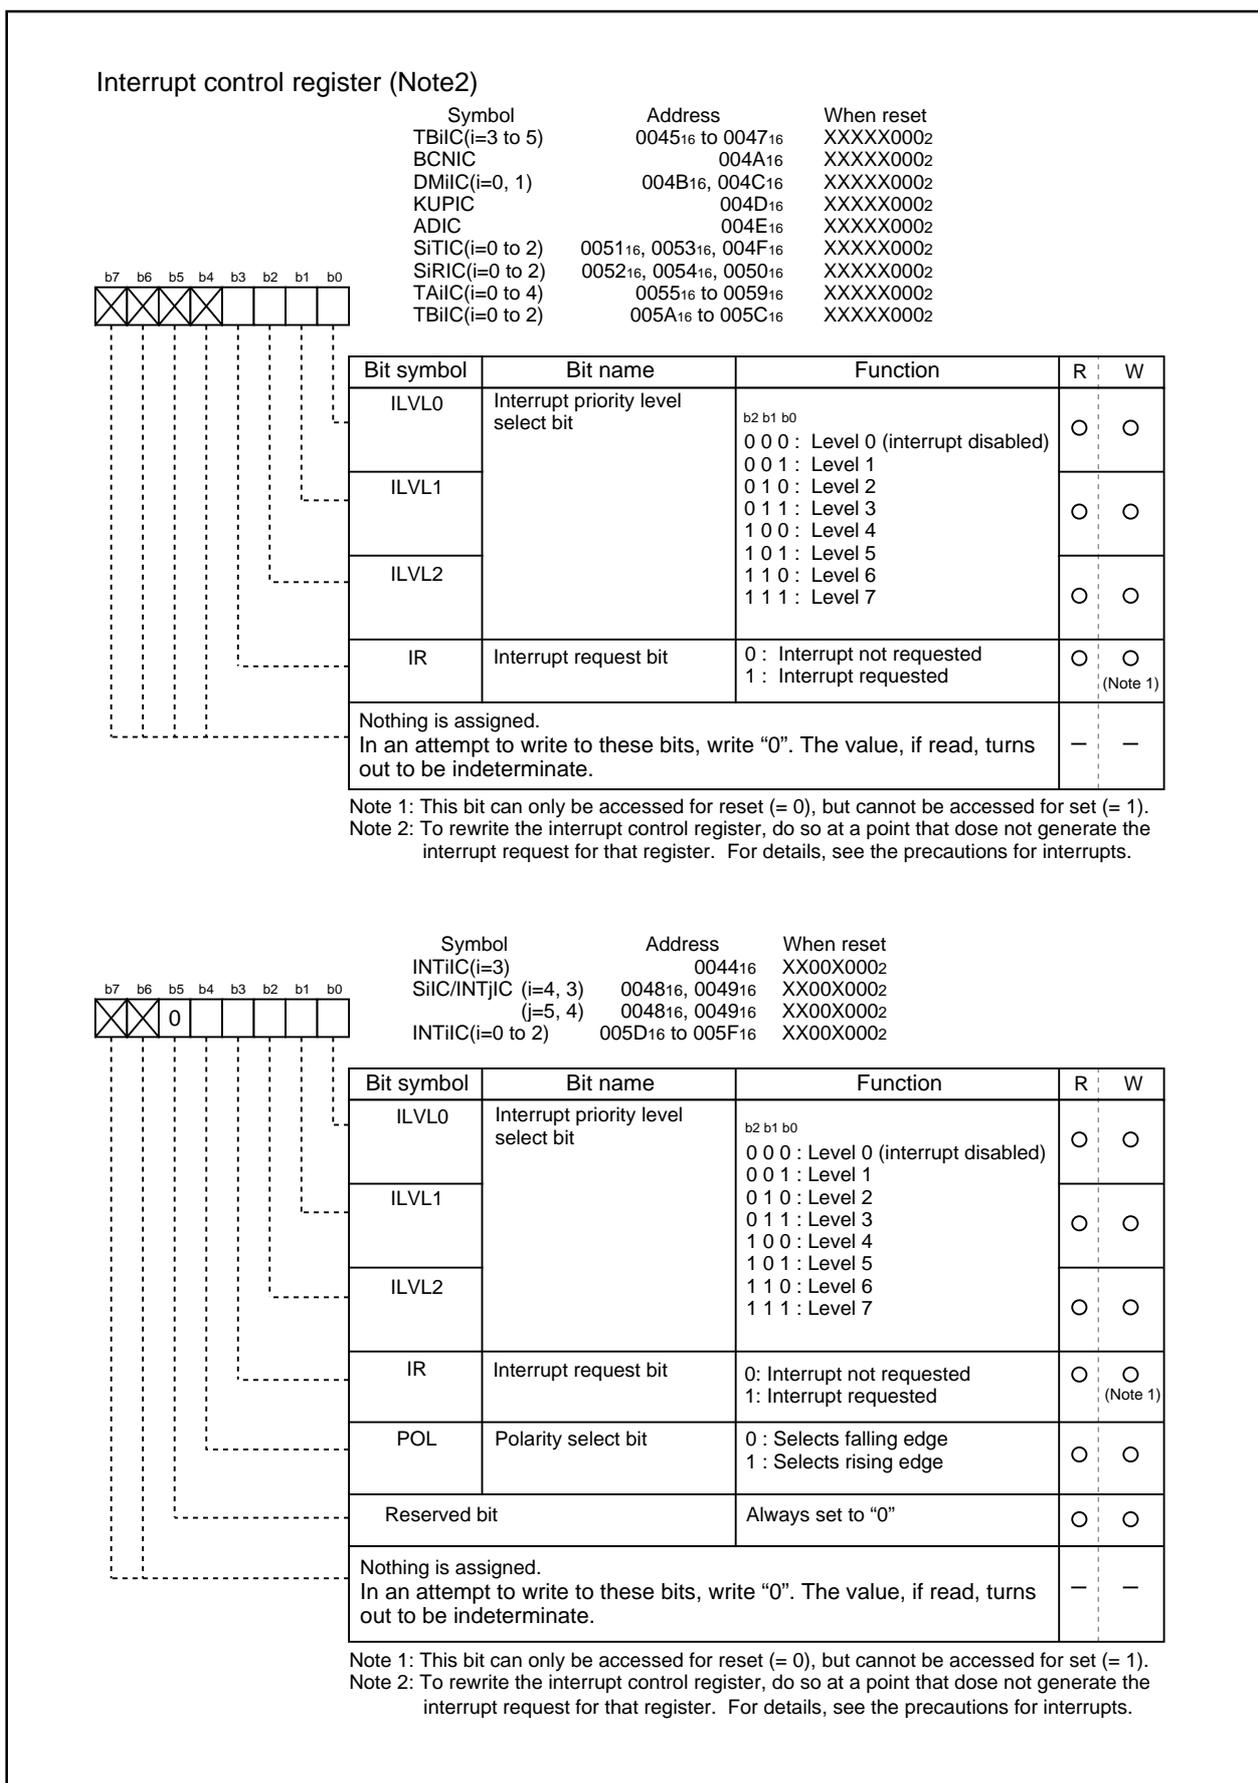 Interrupt control register (Note2)
Symbol Address When reset
TBiIC(i=3 to 5) 004516 to 004716 XXXXX0002
BCNIC 004A16 XXXXX0002
DMiIC(i=0, 1) 004B16, 004C16 XXXXX0002
KUPIC 004D16 XXXXX0002
ADIC 004E16 XXXXX0002
SiTIC(i=0 to 2) 005116, 005316, 004F16 XXXXX0002
SiRIC(i=0 to 2) 005216, 005416, 005016 XXXXX0002
TAiIC(i=0 to 4) 005516 to 005916 XXXXX0002
TBiIC(i=0 to 2) 005A16 to 005C16 XXXXX0002
b7 b6 b5 b4 b3 b2 b1 b0
Bit symbol Bit name Function R W
ILVL0 Interrupt priority level
select bit
b2 b1 b0
0 0 0 : Level 0 (interrupt disabled)
0 0 1 : Level 1
ILVL1 0 1 0 : Level 2
0 1 1 : Level 3
1 0 0 : Level 4
1 0 1 : Level 5
ILVL2 1 1 0 : Level 6
1 1 1 : Level 7
IR Interrupt request bit 0 : Interrupt not requested
1 : Interrupt requested (Note 1)
Nothing is assigned.
In an attempt to write to these bits, write “0”. The value, if read, turns
out to be indeterminate.
Note 1: This bit can only be accessed for reset (= 0), but cannot be accessed for set (= 1).
Note 2: To rewrite the interrupt control register, do so at a point that dose not generate the
interrupt request for that register. For details, see the precautions for interrupts.
Symbol Address When reset
INTiIC(i=3) 004416 XX00X0002
SiIC/INTjIC (i=4, 3) 004816, 004916 XX00X0002
(j=5, 4) 004816, 004916 XX00X0002
INTiIC(i=0 to 2) 005D16 to 005F16 XX00X0002
b7 b6 b5 b4 b3 b2 b1 b0
0
Bit symbol Bit name Function R W
ILVL0 Interrupt priority level
select bit
b2 b1 b0
0 0 0 : Level 0 (interrupt disabled)
0 0 1 : Level 1
ILVL1 0 1 0 : Level 2
0 1 1 : Level 3
1 0 0 : Level 4
1 0 1 : Level 5
ILVL2 1 1 0 : Level 6
1 1 1 : Level 7
IR Interrupt request bit 0: Interrupt not requested
1: Interrupt requested (Note 1)
POL Polarity select bit 0 : Selects falling edge
1 : Selects rising edge
Reserved bit Always set to “0”
Nothing is assigned.
In an attempt to write to these bits, write “0”. The value, if read, turns
out to be indeterminate.
Note 1: This bit can only be accessed for reset (= 0), but cannot be accessed for set (= 1).
Note 2: To rewrite the interrupt control register, do so at a point that dose not generate the
interrupt request for that register. For details, see the precautions for interrupts.